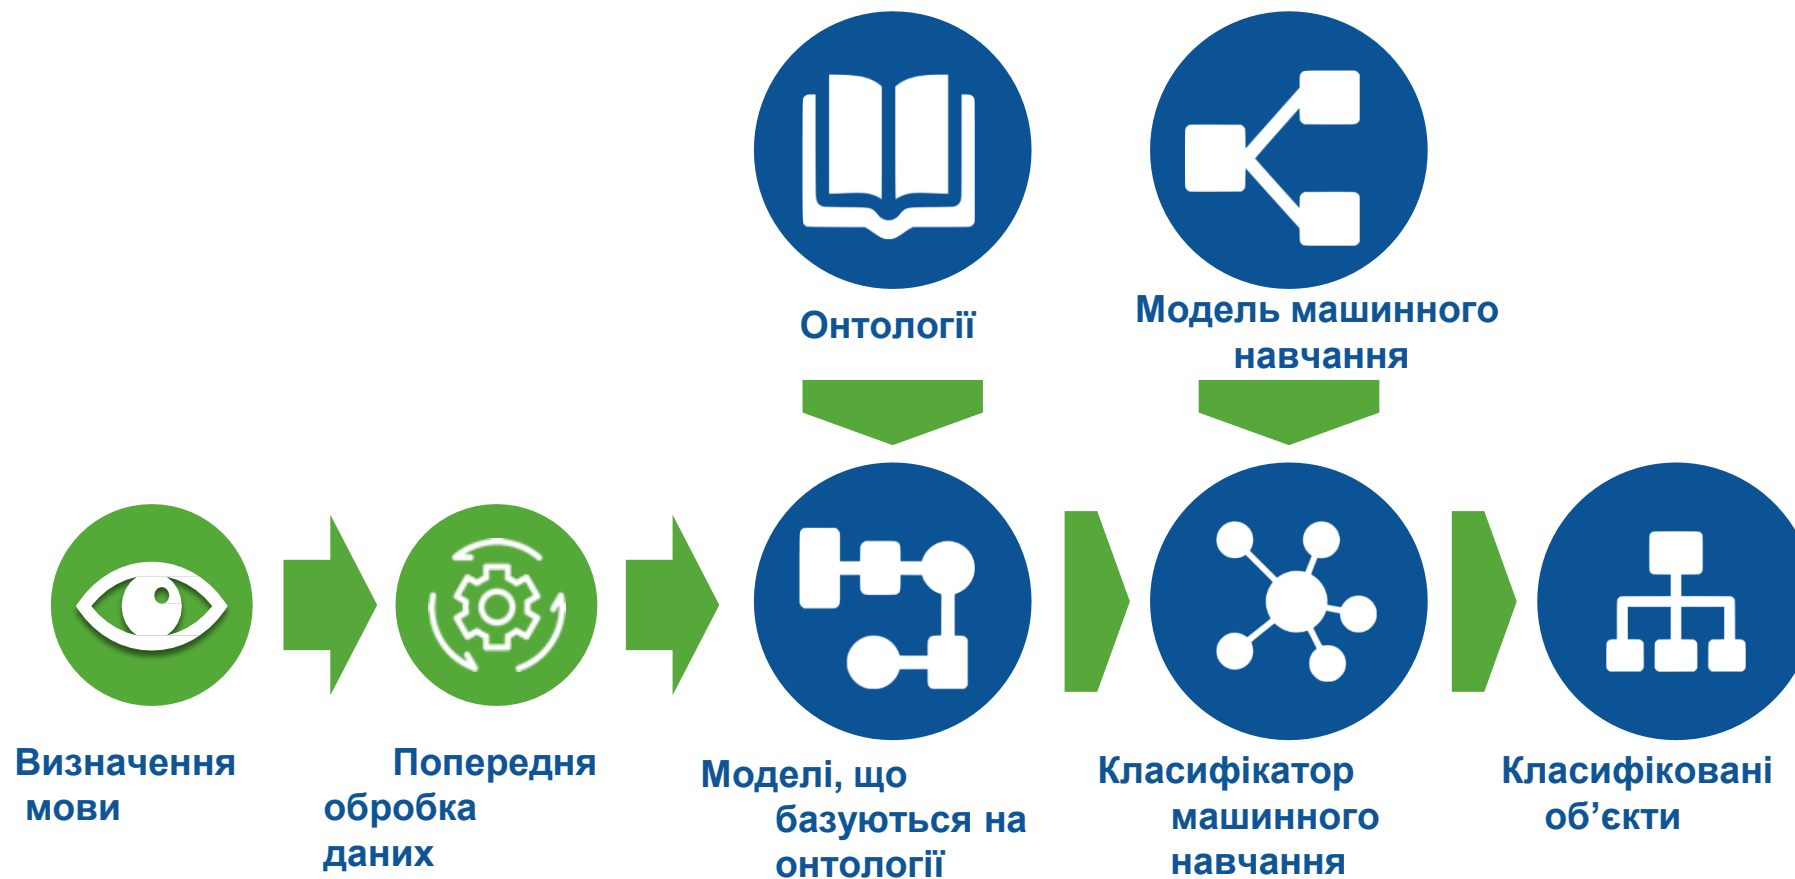 Онтології
Модель машинного
навчання
Визначення
мови
Попередня
обробка
даних
Моделі, що
базуються на
онтології
Класифікатор
машинного
навчання
Класифіковані
об’єкти